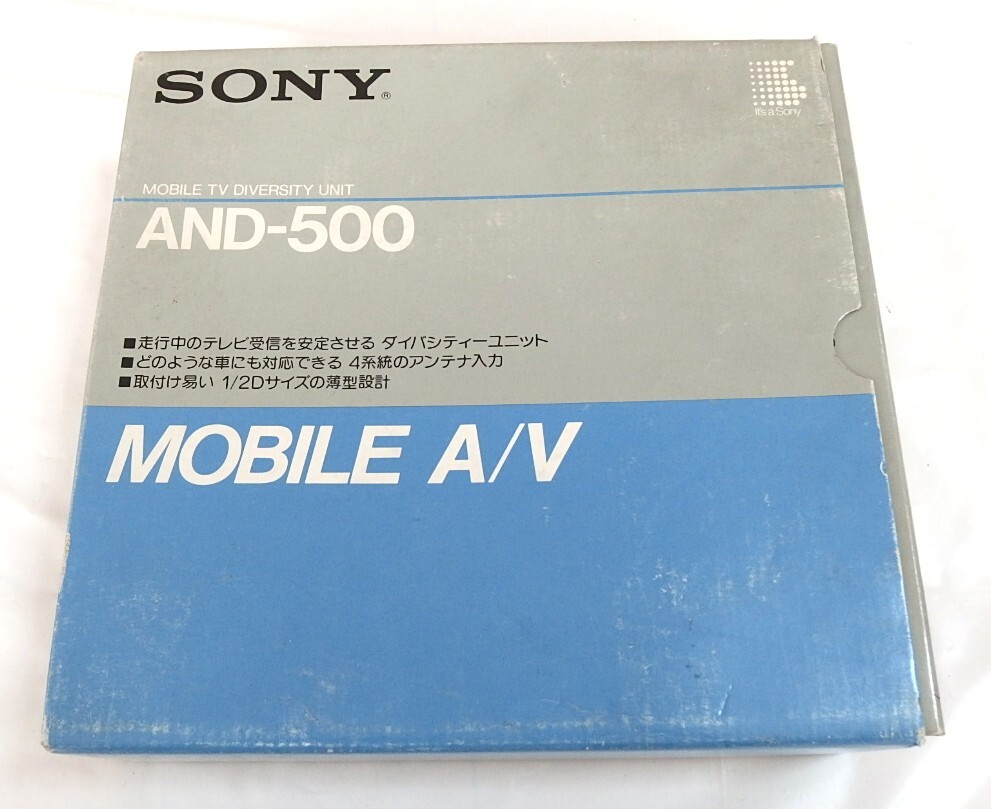 SONY®
It's a Sony
MOBILE TV DIVERSITY UNIT
AND-500
■走行中のテレビ受信を安定させる ダイバシティーユニット
■どのような車にも対応できる 4系統のアンテナ入力
■取付け易い 1/2Dサイズの薄型設計
MOBILE A/V